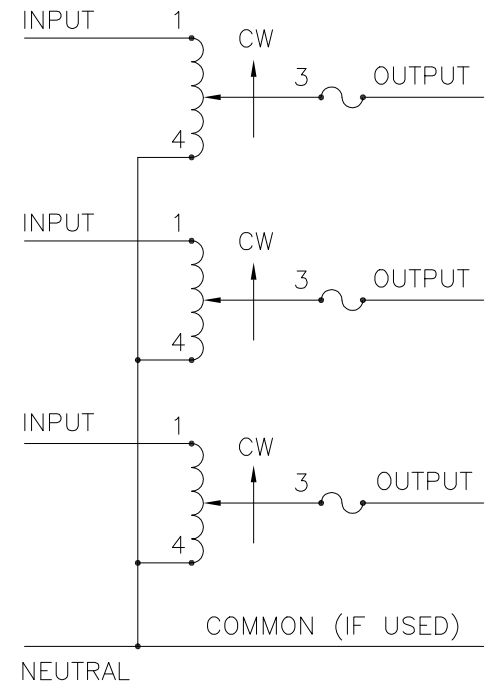 INPUT
1
CW
3
OUTPUT
4
INPUT
1
CW
3
OUTPUT
4
INPUT
1
CW
3
OUTPUT
4
COMMON (IF USED)
NEUTRAL